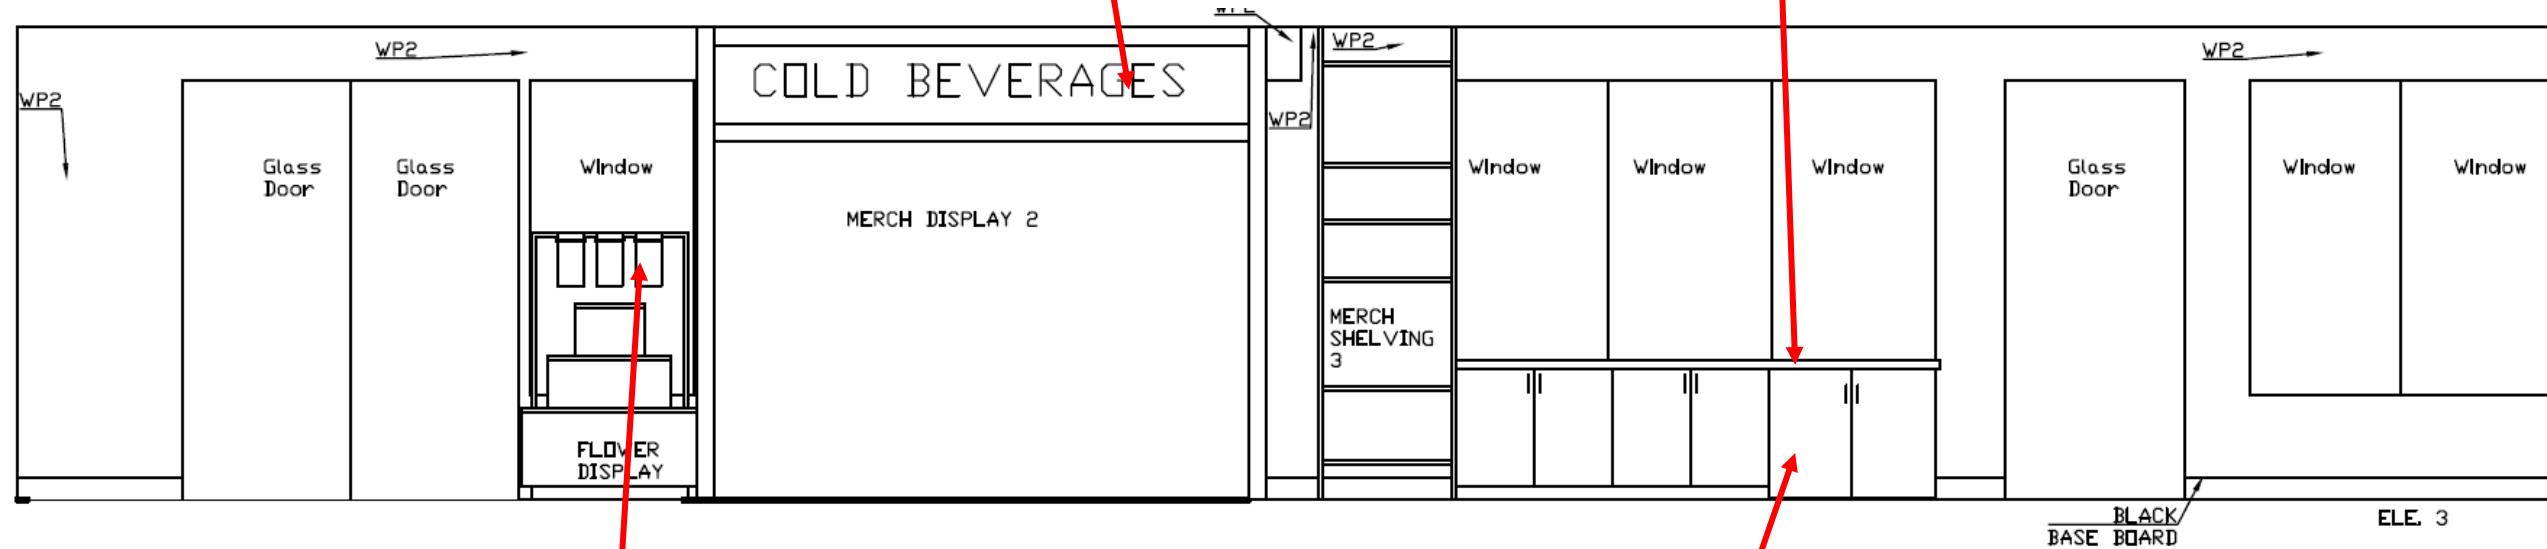 WP2
WP2
WP2
WP2
WP2
COLD BEVERAGES
WP2
Glass
Door
Glass
Door
WIndow
WIndow
WIndow
WIndow
Glass
Door
WIndow
WIndow
MERCH DISPLAY 2
MERCH
SHELVING
3
FLOWER
DISPLAY
BLACK
BASE BOARD
ELE. 3